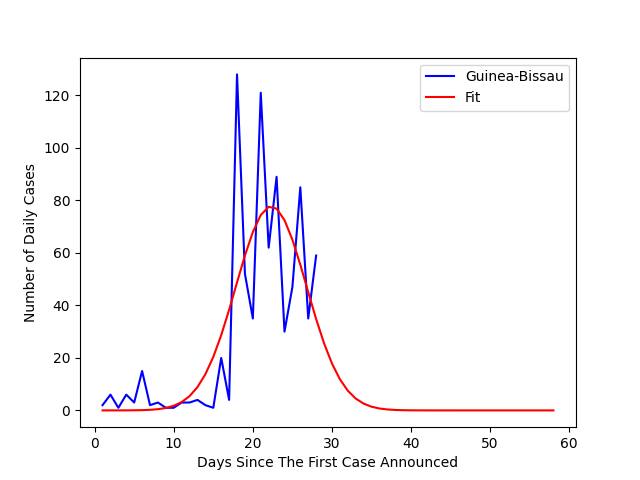 Guinea-Bissau
Fit
120
100
80
60
40
20
0
Number of Daily Cases
0 10 20 30 40 50 60
Days Since The First Case Announced